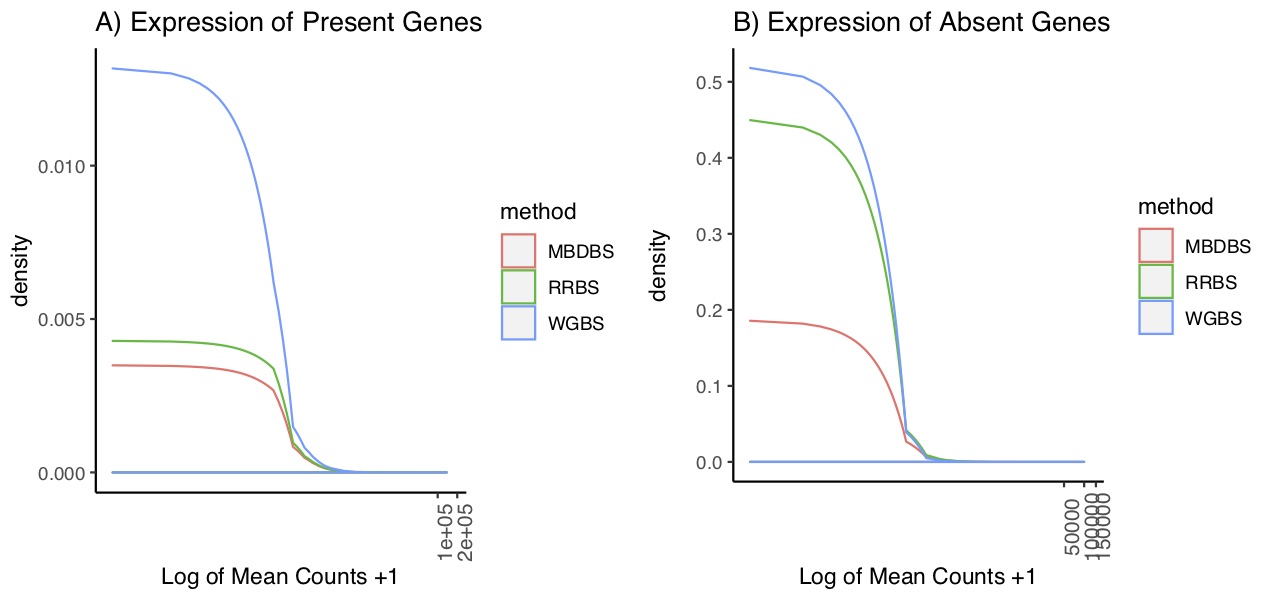 A) Expression of Present Genes
density
0.010
0.005
0.000
1e+05
2e+05
Log of Mean Counts +1
method
MBDBS
RRBS
WGBS
B) Expression of Absent Genes
density
0.5
0.4
0.3
0.2
0.1
0.0
50000
100000
150000
Log of Mean Counts +1
method
MBDBS
RRBS
WGBS